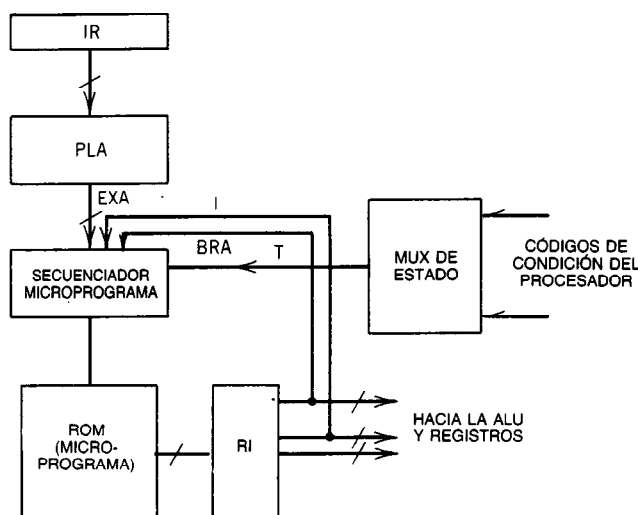 IR
PLA
EXA
I
BRA
T
SECUENCIADOR
MICROPROGRAMA
MUX DE
ESTADO
CÓDIGOS DE
CONDICIÓN DEL
PROCESADOR
ROM
(MICRO-
PROGRAMA)
RI
HACIA LA ALU
Y REGISTROS